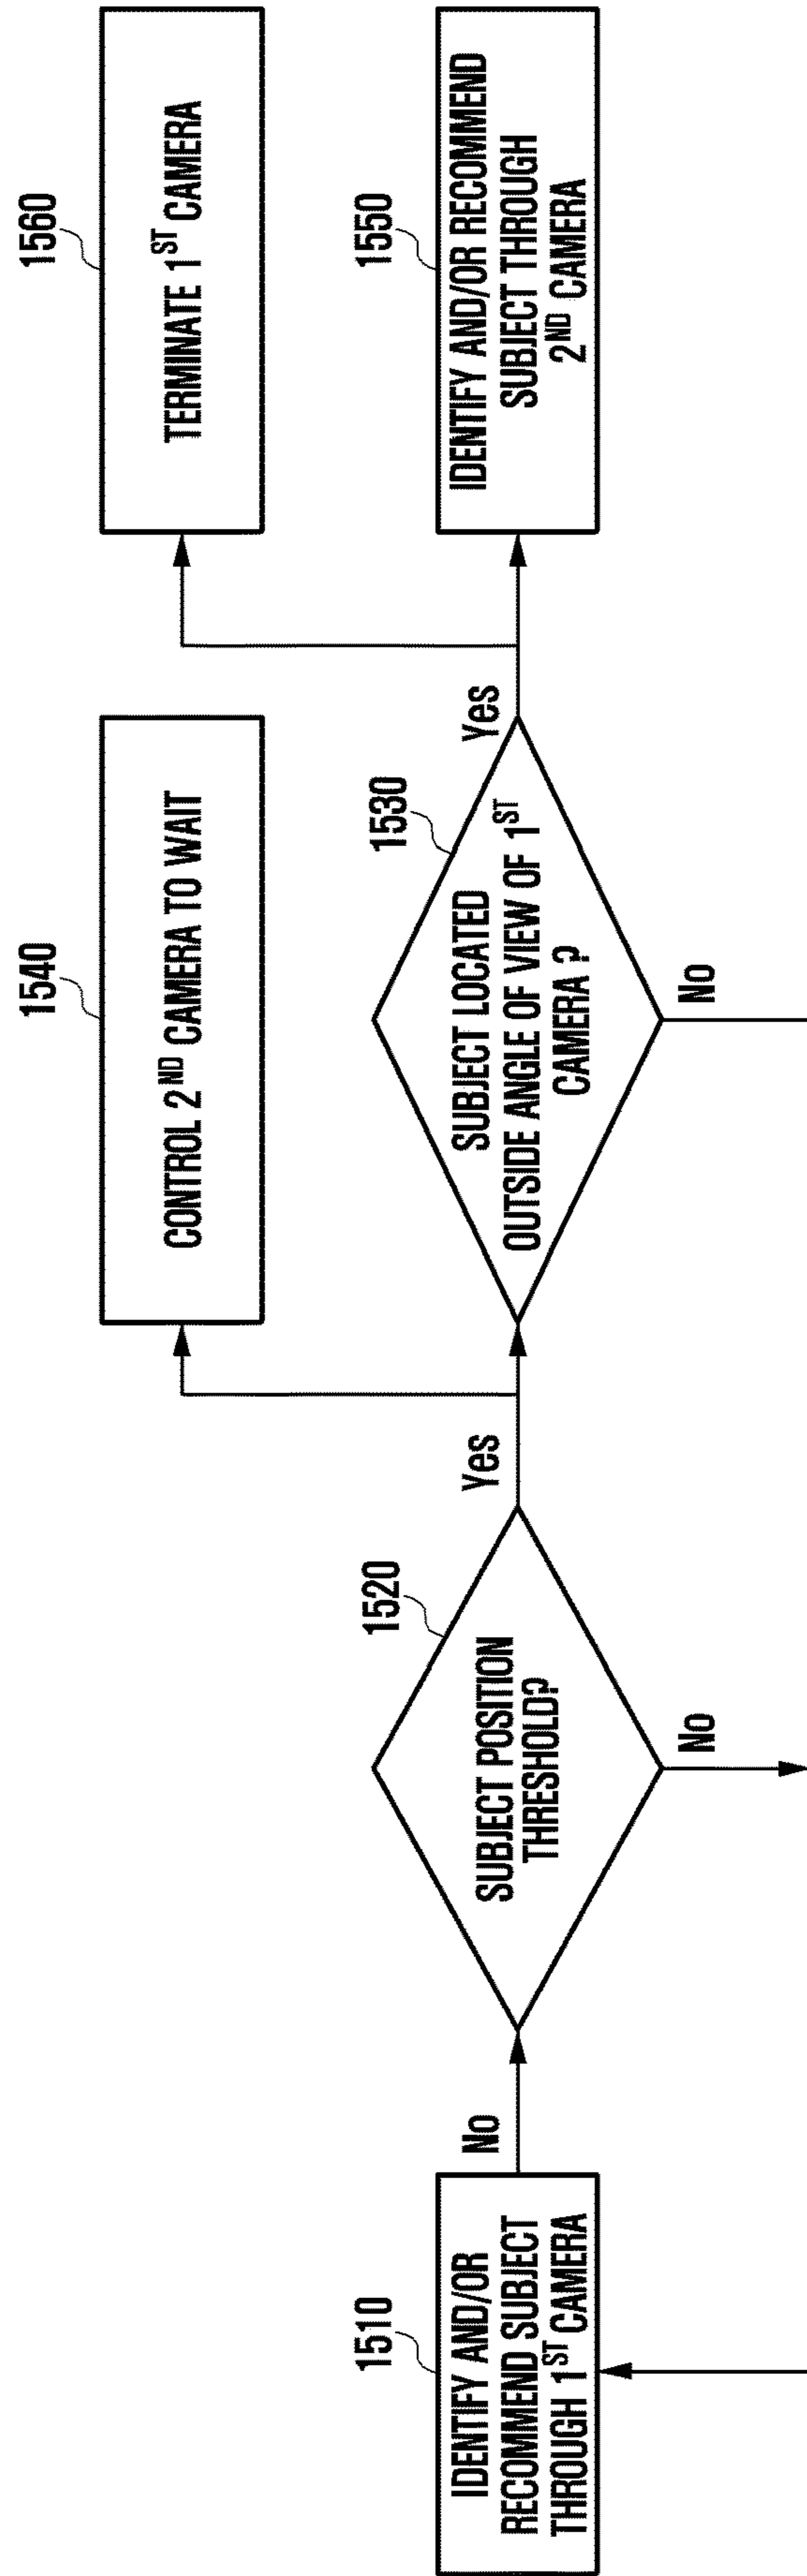 1510
IDENTIFY AND/OR
RECOMMEND SUBJECT
THROUGH 1ST CAMERA
No
1520
SUBJECT POSITION
THRESHOLD?
Yes
No
1540
CONTROL 2ND CAMERA TO WAIT
1530
SUBJECT LOCATED
OUTSIDE ANGLE OF VIEW OF 1ST
CAMERA ?
Yes
No
1560
TERMINATE 1ST CAMERA
1550
IDENTIFY AND/OR RECOMMEND
SUBJECT THROUGH
2ND CAMERA